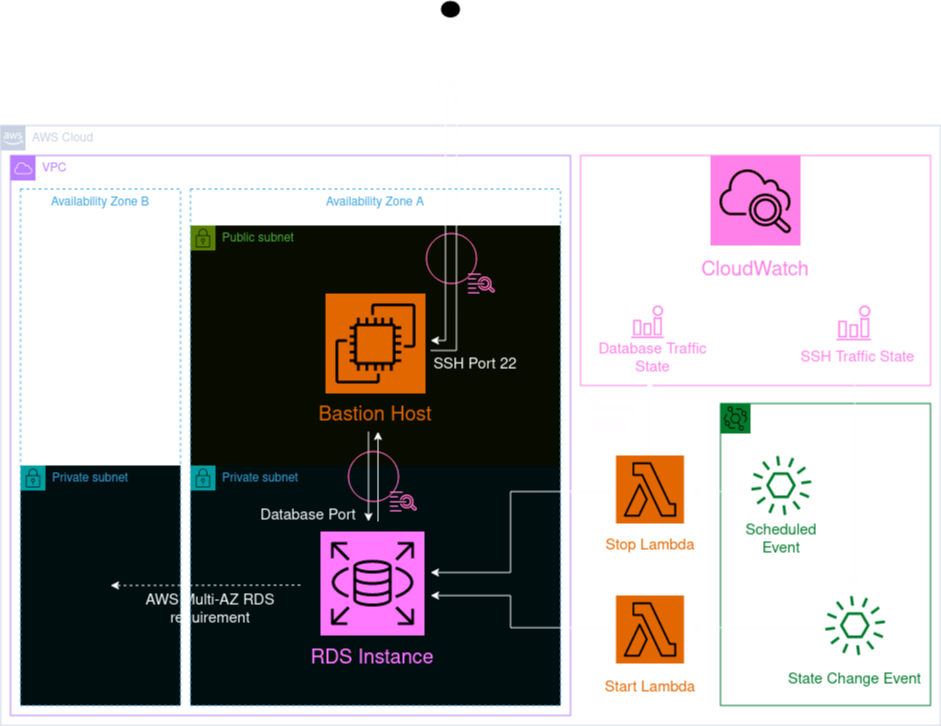 aws
AWS Cloud
VPC
Availability Zone B
Availability Zone A
Public subnet
SSH Port 22
Bastion Host
Private subnet
Private subnet
Database Port
AWS Multi-AZ RDS
requirement
RDS Instance
CloudWatch
Database Traffic
State
SSH Traffic State
Stop Lambda
Start Lambda
Scheduled
Event
State Change Event